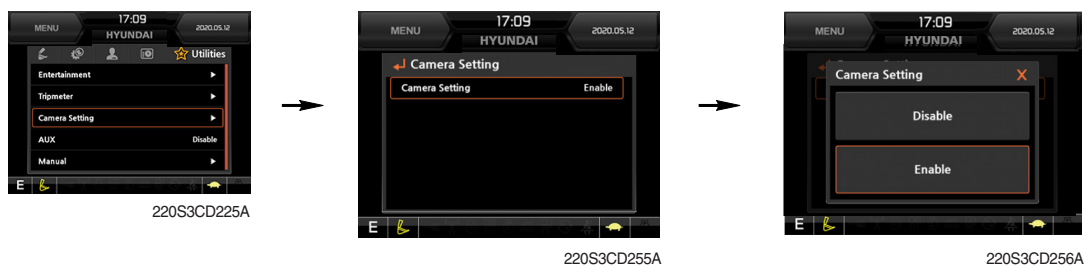 MENU
17:09
HYUNDAI
2020.05.12
Utilities
Entertainment
Tripmeter
Camera Setting
AUX Disable
Manual
E
220S3CD225A
MENU
17:09
HYUNDAI
2020.05.12
Camera Setting
Camera Setting Enable
E
220S3CD255A
MENU
17:09
HYUNDAI
2020.05.12
Camera Setting X
Disable
Enable
E
220S3CD256A